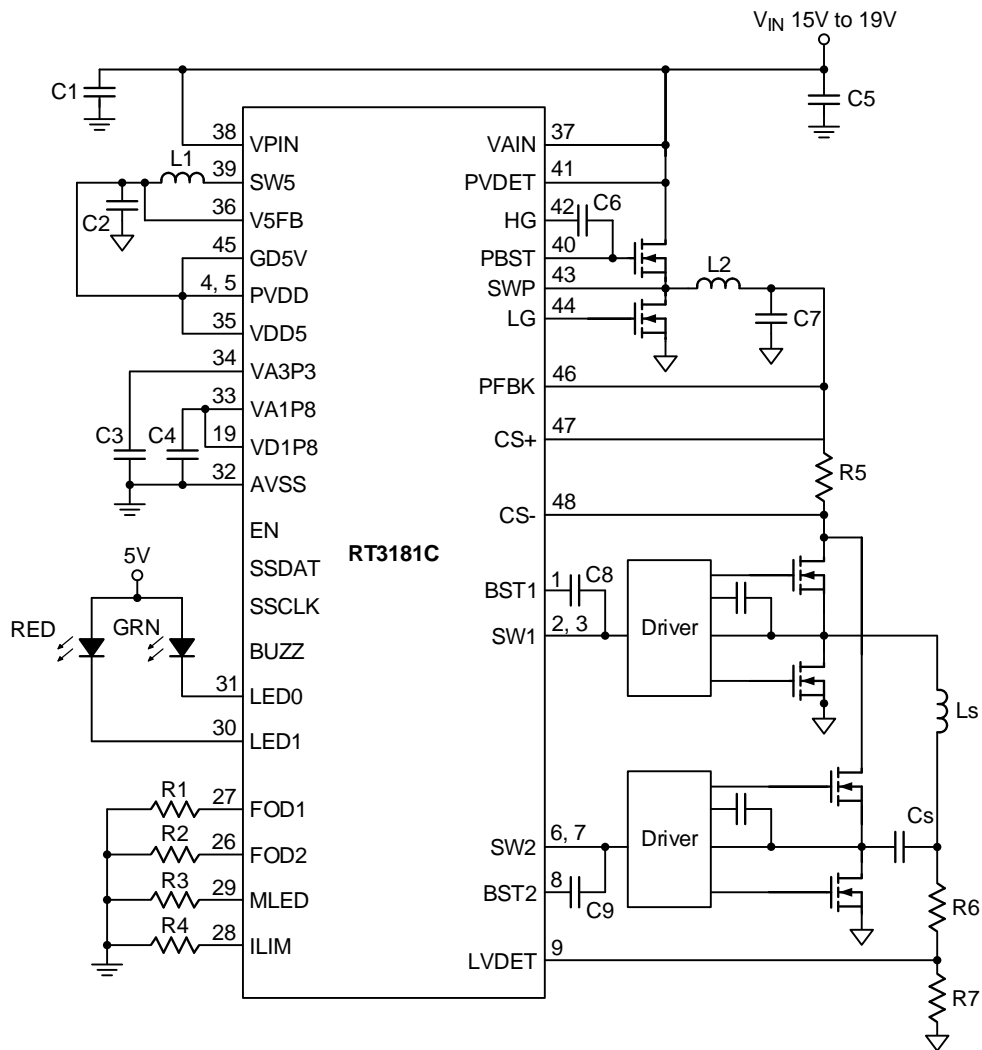 VIN 15V to 19V
C1
C5
38 VPIN
VAIN 37
L1
39 SW5
PVDET 41
C2
36 V5FB
HG 42 C6
45 GD5V
PBST 40
L2
4, 5 PVDD
SWP 43
35 VDD5
LG 44
C7
34 VA3P3
PFBK 46
33 VA1P8
C3 C4
19 VD1P8
CS+ 47
32 AVSS
R5
CS- 48
EN
RT3181C
5V
SSDAT
BST1 1 C8
SSCLK
SW1 2, 3
Driver
RED GRN
BUZZ
31 LED0
Ls
30 LED1
R1 27 FOD1
Cs
R2 26 FOD2
SW2 6, 7
Driver
R3 29 MLED
BST2 8 C9
R4 28 ILIM
R6
LVDET 9
R7